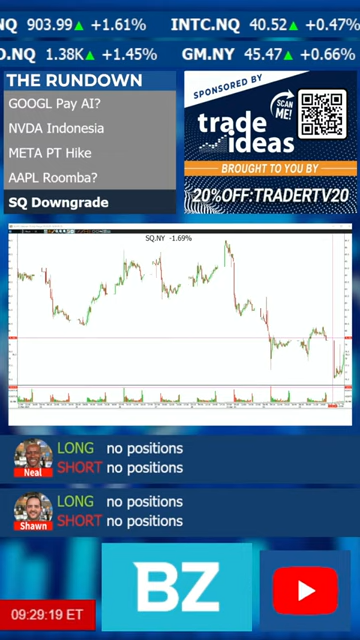 NQ 903.99 +1.61% INTC.NQ 40.52 +0.47%
O.NQ 1.38K +1.45% GM.NY 45.47 +0.66%
THE RUNDOWN
GOOGL Pay AI?
NVDA Indonesia
META PT Hike
AAPL Roomba?
SQ Downgrade
SPONSORED BY
SCAN ME!
trade
ideas
BROUGHT TO YOU BY
20%OFF:TRADERTV20
SQ.NY -1.69%
LONG no positions
SHORT no positions
Neal
LONG no positions
SHORT no positions
Shawn
BZ
09:29:19 ET